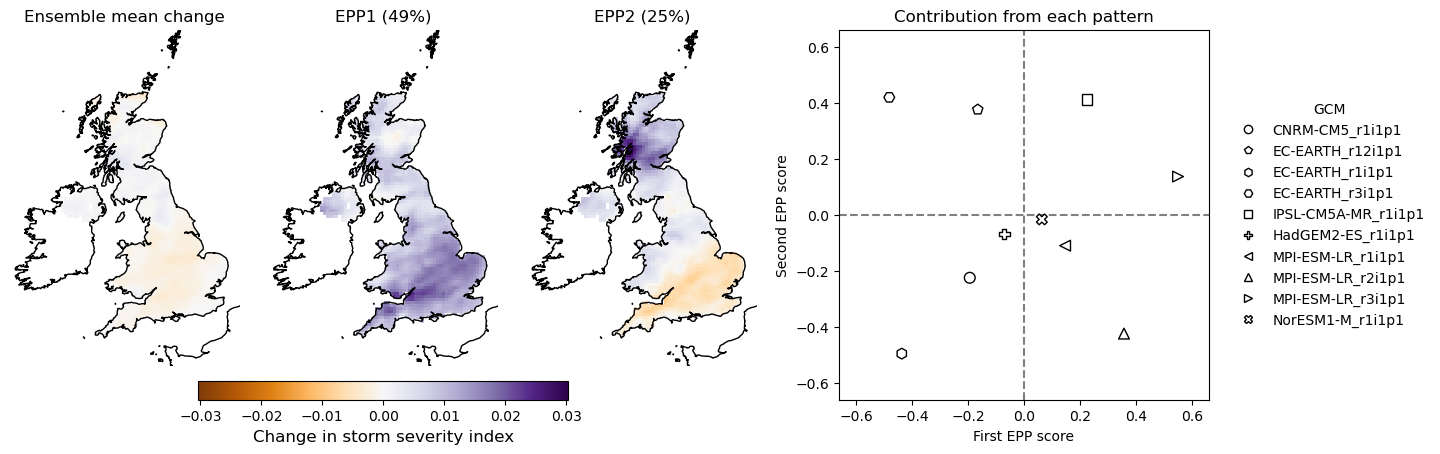 Ensemble mean change
EPP1 (49%)
EPP2 (25%)
−0.03 −0.02 −0.01 0.00 0.01 0.02 0.03
Change in storm severity index
Contribution from each pattern
Second EPP score
0.6
0.4
0.2
0.0
−0.2
−0.4
−0.6
−0.6 −0.4 −0.2 0.0 0.2 0.4 0.6
First EPP score
GCM
CNRM-CM5_r1i1p1
EC-EARTH_r12i1p1
EC-EARTH_r1i1p1
EC-EARTH_r3i1p1
IPSL-CM5A-MR_r1i1p1
HadGEM2-ES_r1i1p1
MPI-ESM-LR_r1i1p1
MPI-ESM-LR_r2i1p1
MPI-ESM-LR_r3i1p1
NorESM1-M_r1i1p1